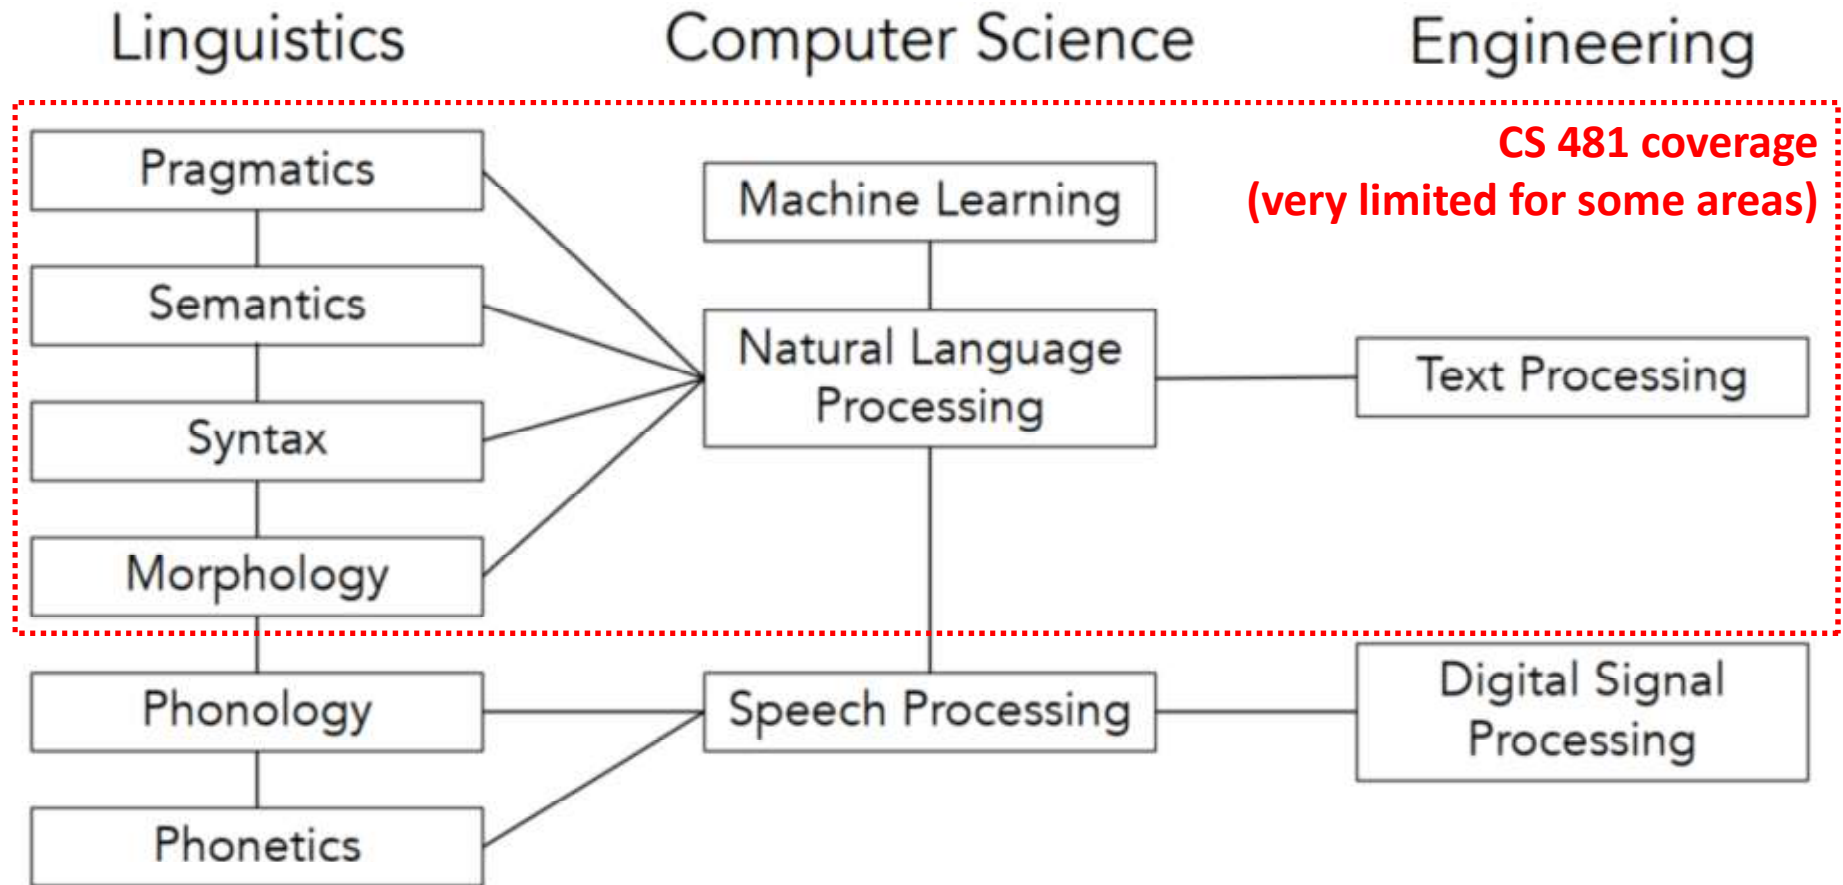 Linguistics
Computer Science
Engineering
CS 481 coverage
(very limited for some areas)
Pragmatics
Machine Learning
Semantics
Natural Language
Processing
Text Processing
Syntax
Morphology
Phonology
Speech Processing
Digital Signal
Processing
Phonetics